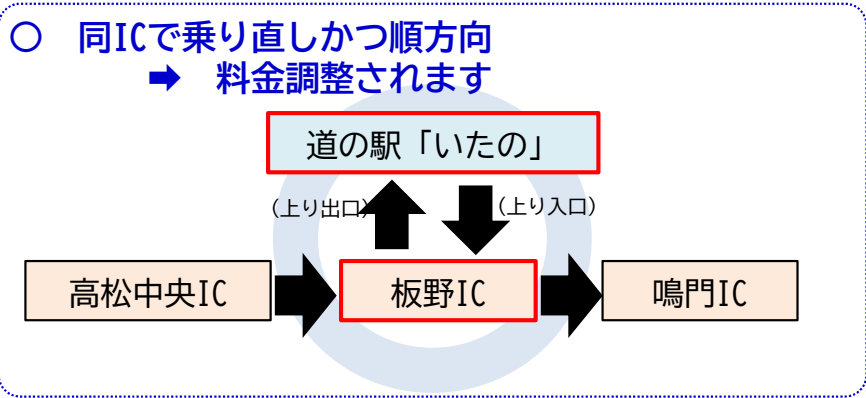 ○　同ICで乗り直しかつ順方向
➡　料金調整されます
道の駅「いたの」
(上り出口)
(上り入口)
高松中央IC
板野IC
鳴門IC